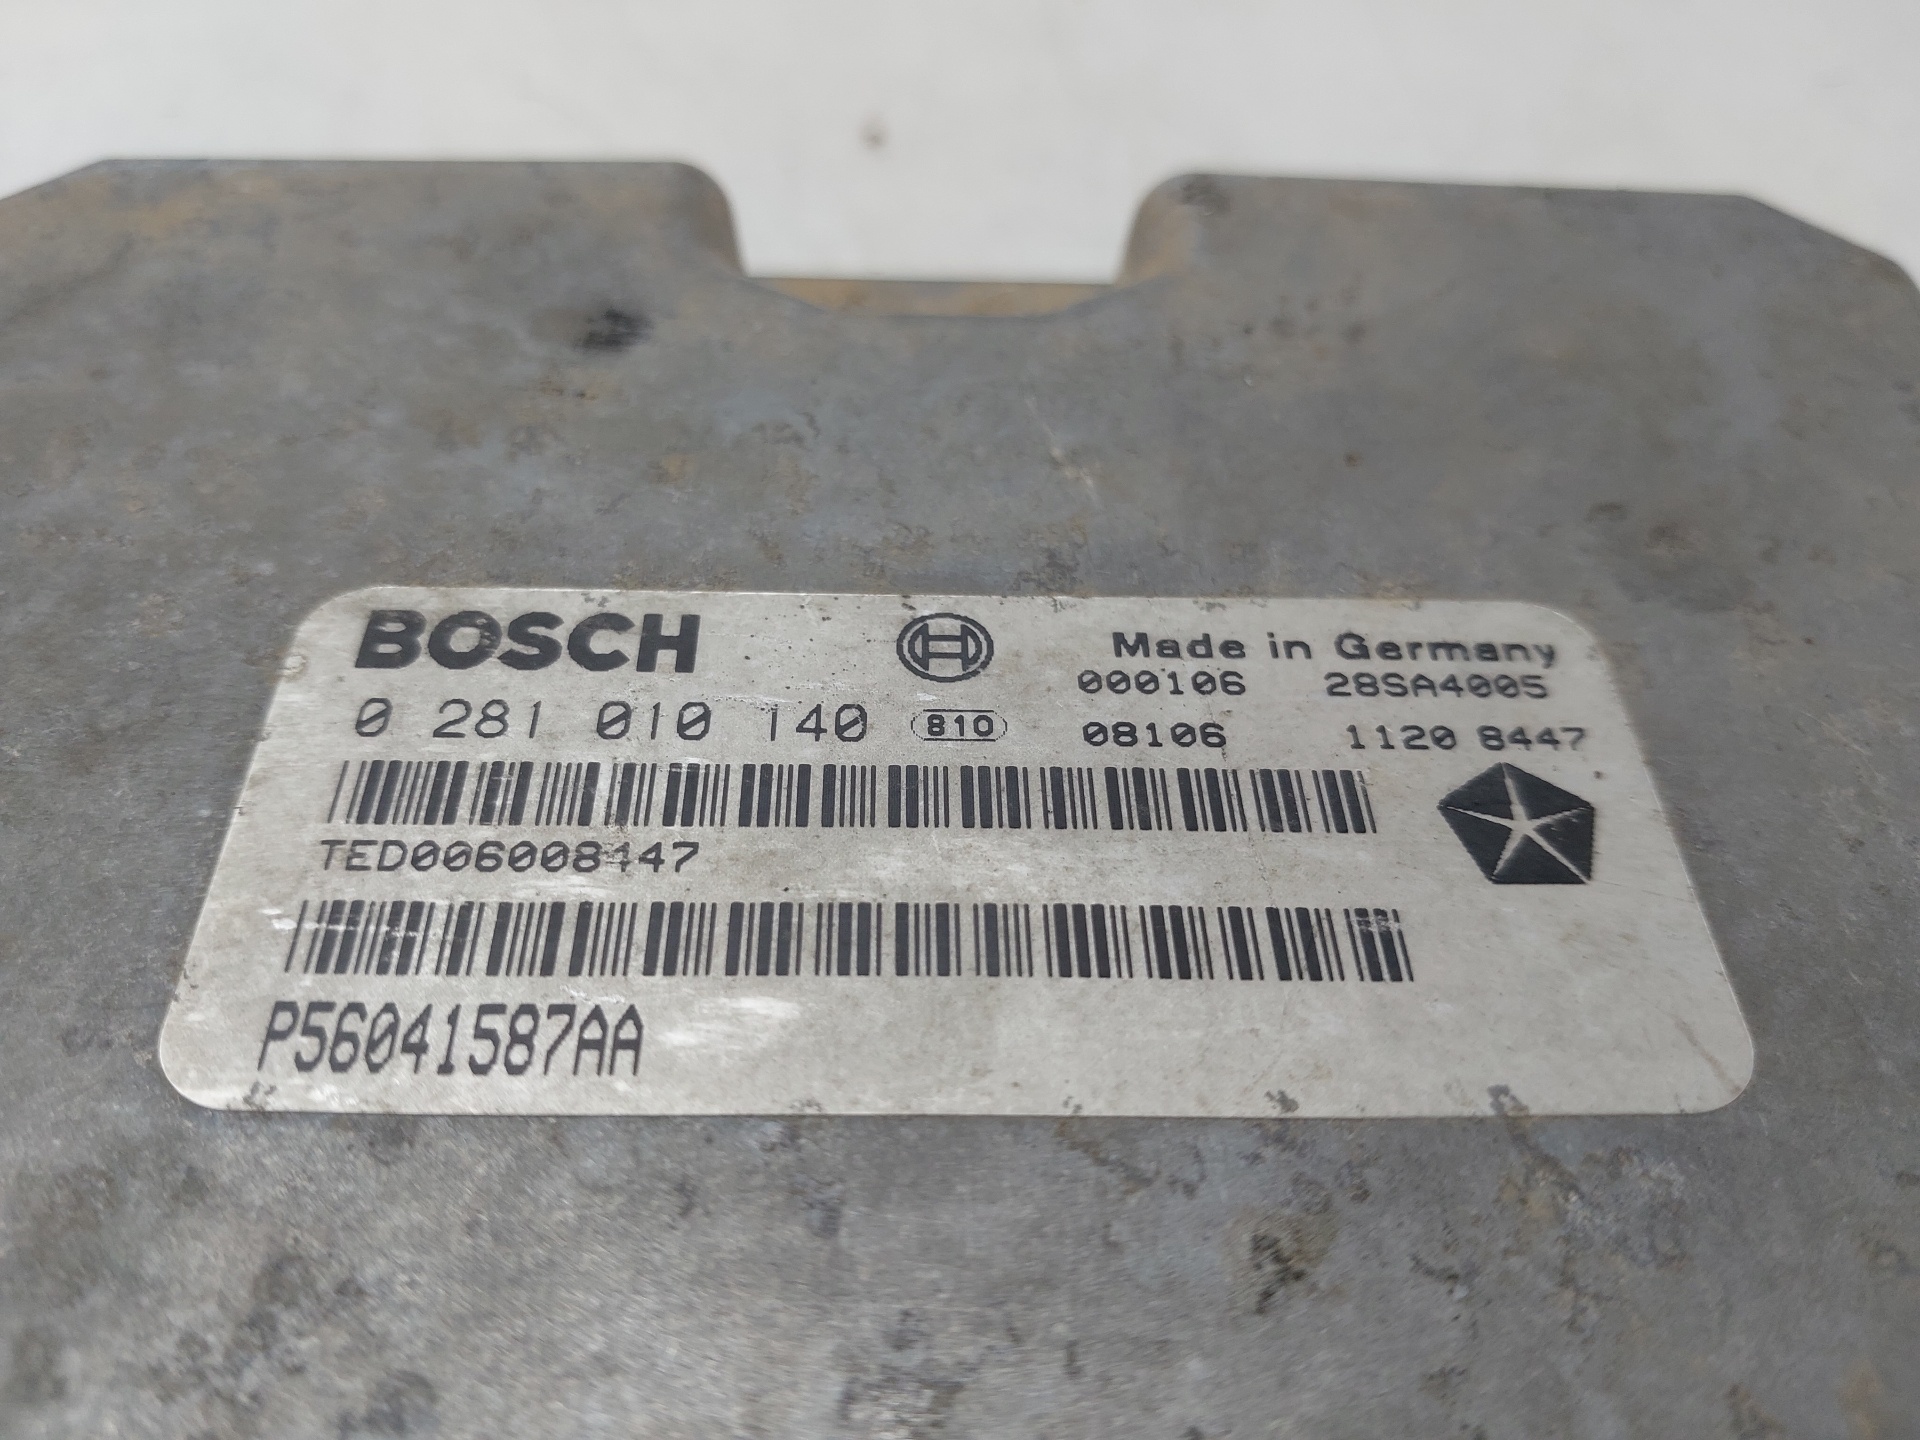 BOSCH Made in Germany
000106 28SA4005
0 281 010 140 810 08106 1120 8447
TED006008447
P56041587AA